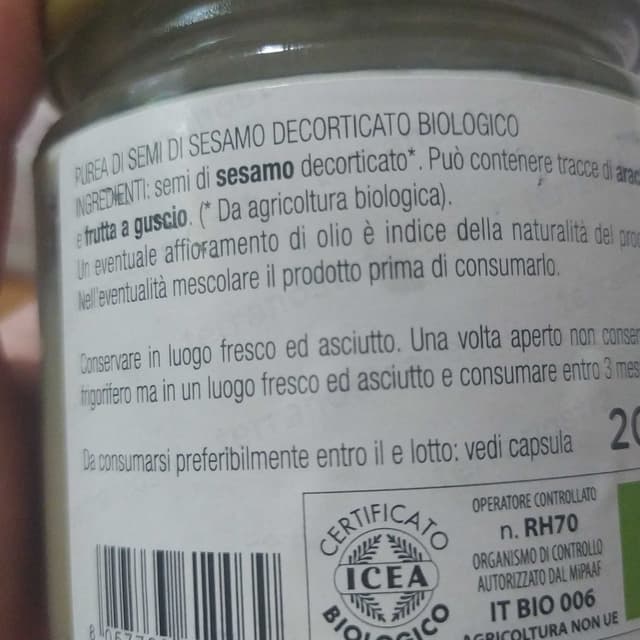 PUREA DI SEMI DI SESAMO DECORTICATO BIOLOGICO
INGREDIENTI: semi di sesamo decorticato*. Può contenere tracce di arac
e frutta a guscio. (* Da agricoltura biologica).
Un eventuale affioramento di olio è indice della naturalità del pro
Nell'eventualità mescolare il prodotto prima di consumarlo.
Conservare in luogo fresco ed asciutto. Una volta aperto non conser
frigorifero ma in un luogo fresco ed asciutto e consumare entro 3 mes
Da consumarsi preferibilmente entro il e lotto: vedi capsula
CERTIFICATO
ICEA
BIOLOGICO
OPERATORE CONTROLLATO
n. RH70
ORGANISMO DI CONTROLLO
AUTORIZZATO DAL MiPAAF
IT BIO 006
AGRICOLTURA NON UE